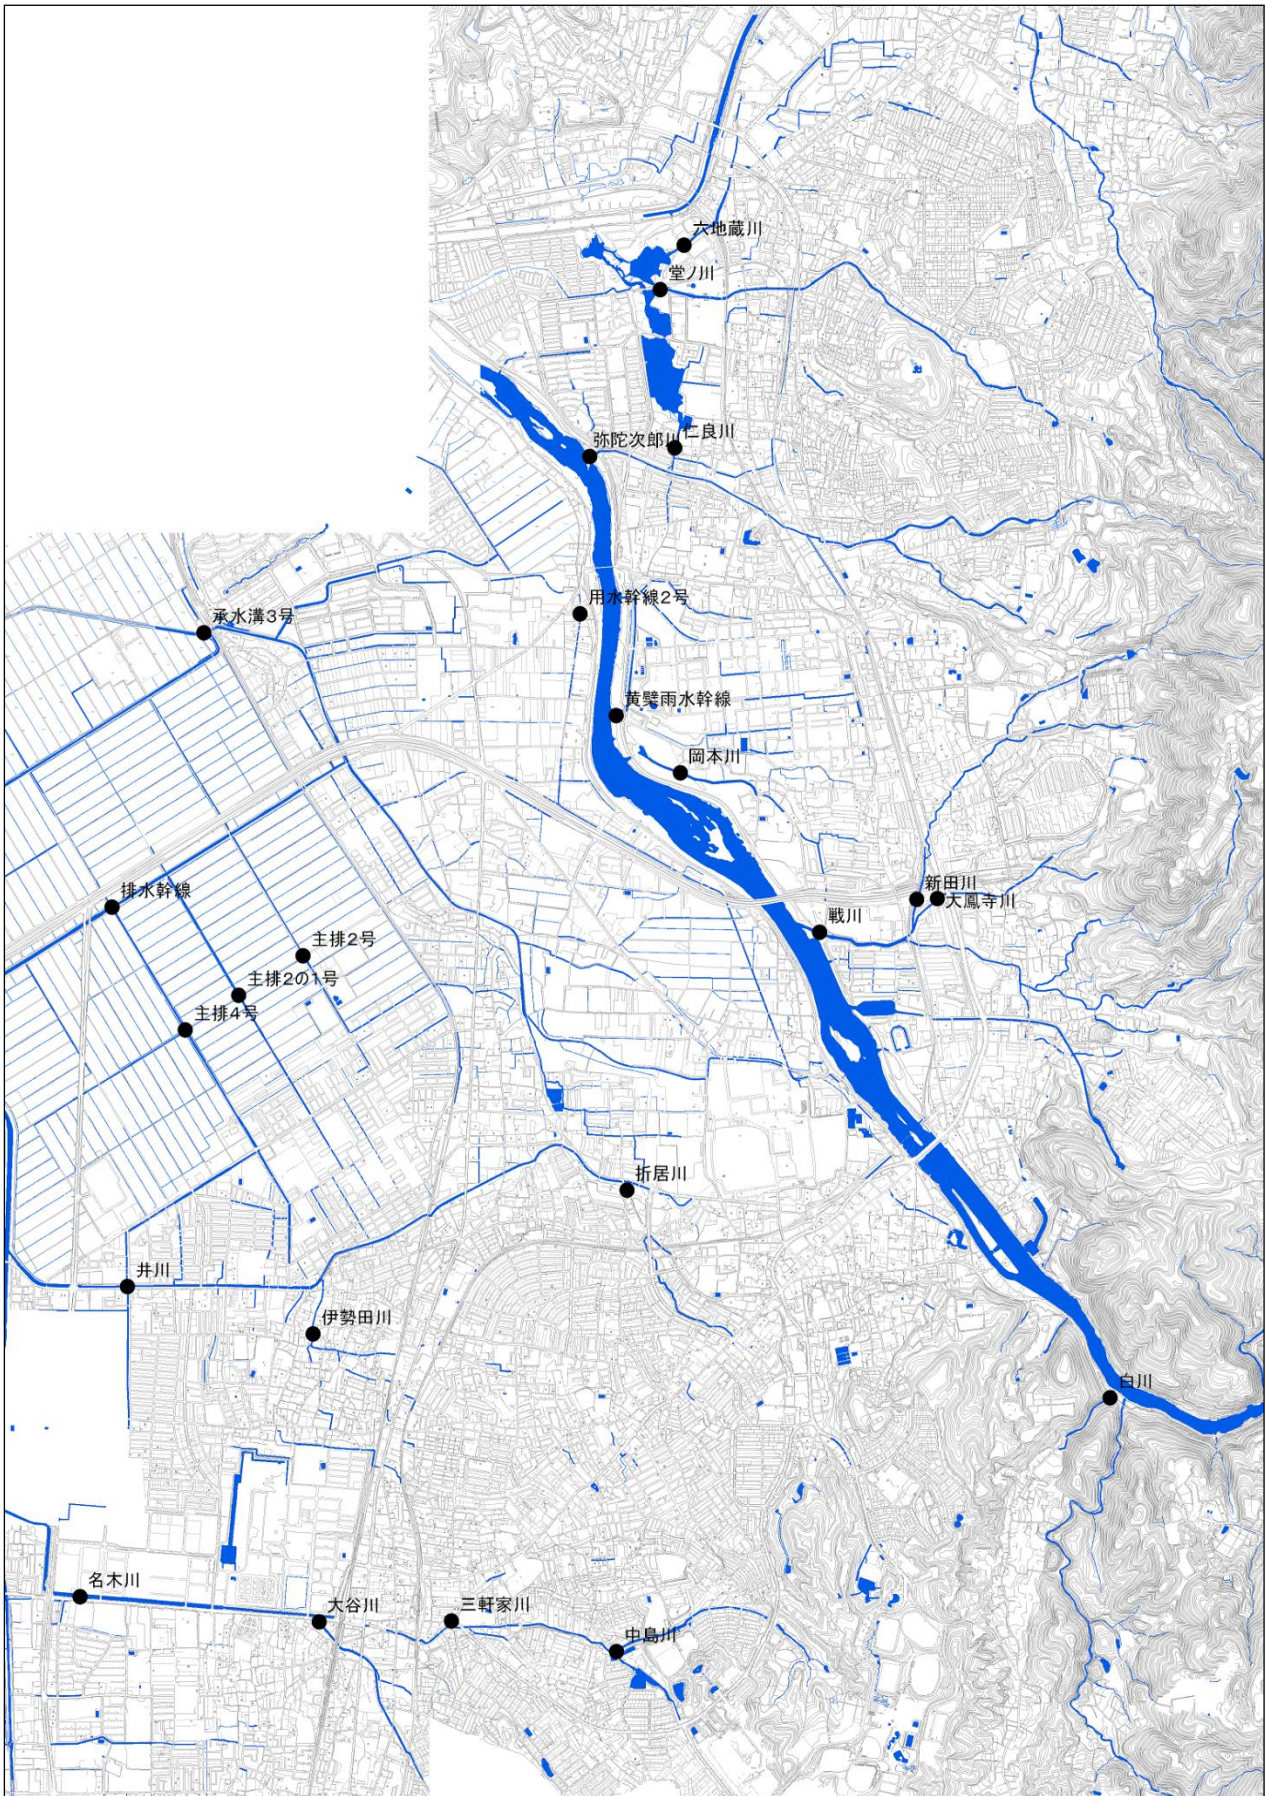 六地蔵川
堂ノ川
弥陀次郎川
仁良川
用水幹線2号
承水溝3号
黄檗雨水幹線
岡本川
新田川
大鳳寺川
排水幹線
戦川
主排2号
主排2の1号
主排4号
折居川
井川
伊勢田川
白川
名木川
大谷川
三軒家川
中島川